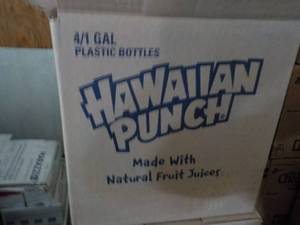 4/1 GAL
PLASTIC BOTTLES
HAWAIIAN
PUNCH®
Made With
Natural Fruit Juices